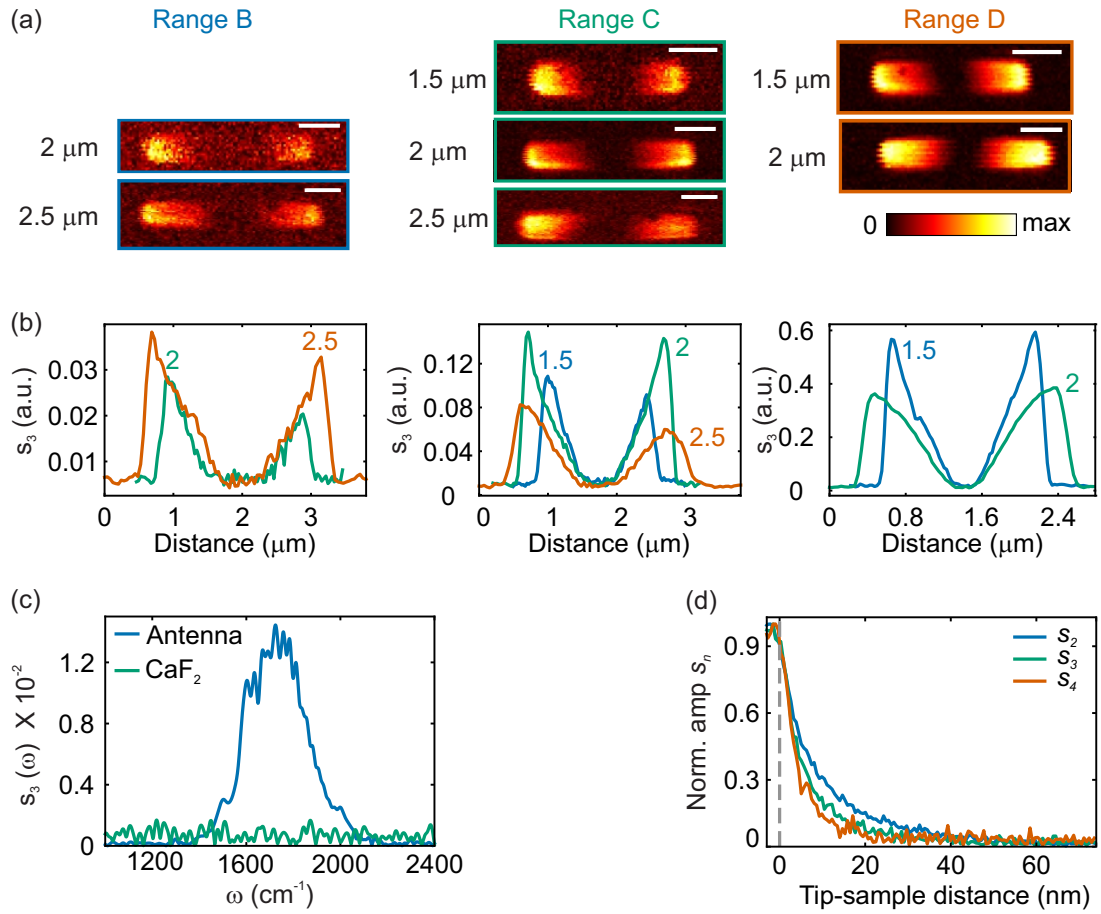 (a)
Range B
Range C
Range D
1.5 μm
1.5 μm
2 μm
2 μm
2 μm
2.5 μm
2.5 μm
0 max
(b)
s3 (a.u.)
0.03
0.02
0.01
2
2.5
0 1 2 3
Distance (μm)
s3 (a.u.)
0.12
0.08
0.04
0
1.5
2
2.5
0 1 2 3
Distance (μm)
s3 (a.u.)
0.6
0.4
0.2
0
1.5
2
0 0.8 1.6 2.4
Distance (μm)
(c)
s3 (ω) X 10-2
1.2
0.8
0.4
0
Antenna
CaF2
1200 1600 2000 2400
ω (cm-1)
(d)
Norm. amp sn
0.9
0.6
0.3
0
s2
s3
s4
0 20 40 60
Tip-sample distance (nm)